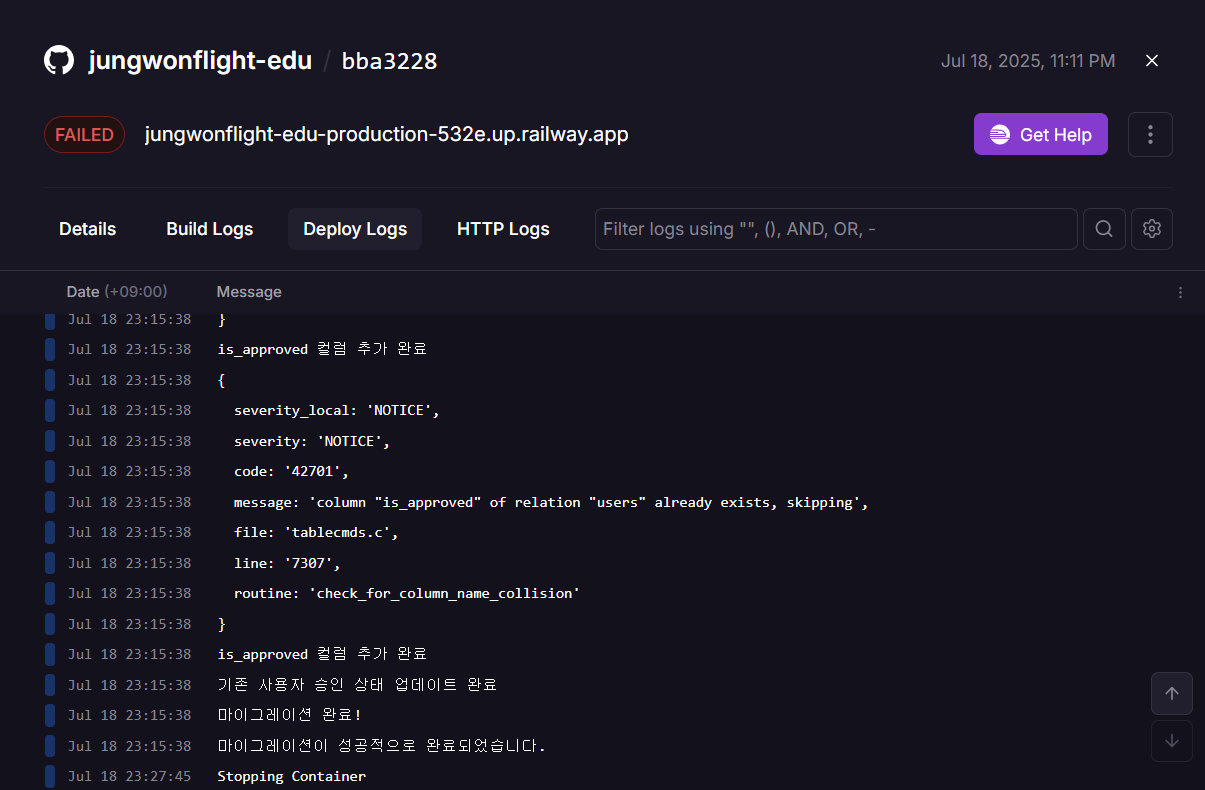 jungwonflight-edu / bba3228
Jul 18, 2025, 11:11 PM
FAILED
jungwonflight-edu-production-532e.up.railway.app
Get Help
Details
Build Logs
Deploy Logs
HTTP Logs
Filter logs using "", (), AND, OR, -
Date (+09:00) Message
Jul 18 23:15:38 }
Jul 18 23:15:38 is_approved 컬럼 추가 완료
Jul 18 23:15:38 {
Jul 18 23:15:38 severity_local: 'NOTICE',
Jul 18 23:15:38 severity: 'NOTICE',
Jul 18 23:15:38 code: '42701',
Jul 18 23:15:38 message: 'column "is_approved" of relation "users" already exists, skipping',
Jul 18 23:15:38 file: 'tablecmds.c',
Jul 18 23:15:38 line: '7307',
Jul 18 23:15:38 routine: 'check_for_column_name_collision'
Jul 18 23:15:38 }
Jul 18 23:15:38 is_approved 컬럼 추가 완료
Jul 18 23:15:38 기존 사용자 승인 상태 업데이트 완료
Jul 18 23:15:38 마이그레이션 완료!
Jul 18 23:15:38 마이그레이션이 성공적으로 완료되었습니다.
Jul 18 23:27:45 Stopping Container